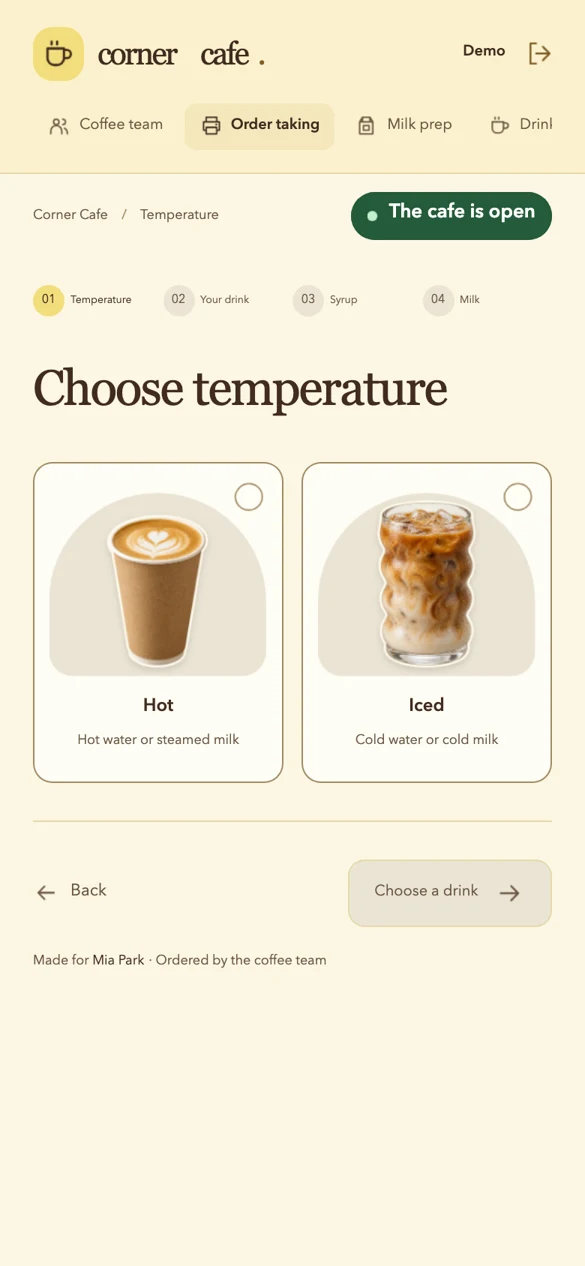 corner cafe .
Demo
Coffee team
Order taking
Milk prep
Drink
Corner Cafe / Temperature
The cafe is open
01 Temperature
02 Your drink
03 Syrup
04 Milk
Choose temperature
Hot
Hot water or steamed milk
Iced
Cold water or cold milk
Back
Choose a drink
Made for Mia Park · Ordered by the coffee team